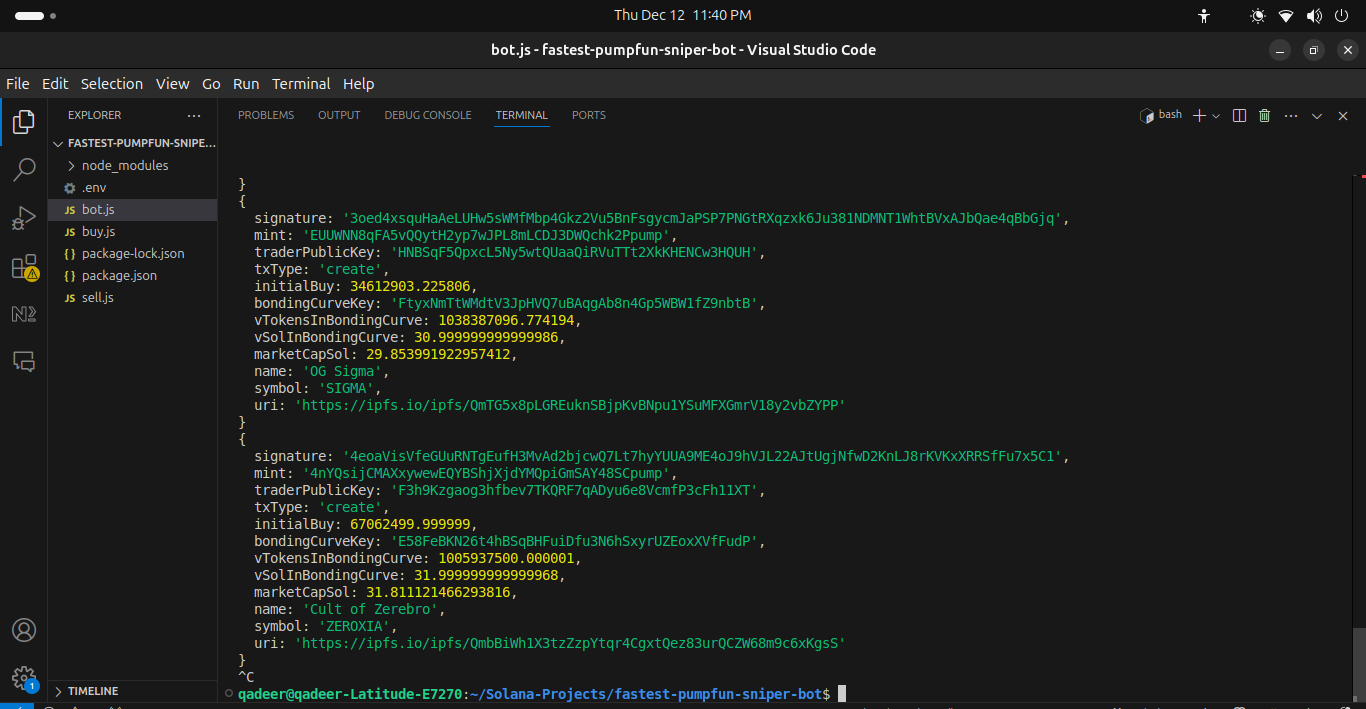 Thu Dec 12 11:40 PM
bot.js - fastest-pumpfun-sniper-bot - Visual Studio Code
File Edit Selection View Go Run Terminal Help
EXPLORER
PROBLEMS OUTPUT DEBUG CONSOLE TERMINAL PORTS
bash
FASTEST-PUMPFUN-SNIPE...
node_modules
.env
JS bot.js
JS buy.js
{} package-lock.json
{} package.json
JS sell.js
}
{
signature: '3oed4xsquHaAeLUHw5sWMfMbp4Gkz2Vu5BnFsgycmJaPSP7PNGtRXqzxk6Ju381NDMNT1WhtBVxAJbQae4qBbGjq',
mint: 'EUUWNN8qFA5vQQytH2yp7wJPL8mLCDJ3DWQchk2Ppump',
traderPublicKey: 'HNBSqF5QpxcL5Ny5wtQUaaQiRVuTTt2XkKHENCw3HQUH',
txType: 'create',
initialBuy: 34612903.225806,
bondingCurveKey: 'FtyxNmTtWMdtV3JpHVQ7uBAqgAb8n4Gp5WBW1fZ9nbtB',
vTokensInBondingCurve: 1038387096.774194,
vSolInBondingCurve: 30.999999999999986,
marketCapSol: 29.853991922957412,
name: 'OG Sigma',
symbol: 'SIGMA',
uri: 'https://ipfs.io/ipfs/QmTG5x8pLGREuknSBjpKvBNpu1YSuMFXGmrV18y2vbZYPP'
}
{
signature: '4eoaVisVfeGUuRNTgEufH3MvAd2bjcwQ7Lt7hyYUUA9ME4oJ9hVJL22AJtUgjNfwD2KnLJ8rKVKxXRRSfFu7x5C1',
mint: '4nYQsijCMAXxywewEQYBShjXjdYMQpiGmSAY48SCpump',
traderPublicKey: 'F3h9Kzgaog3hfbev7TKQRF7qADyu6e8VcmfP3cFh11XT',
txType: 'create',
initialBuy: 67062499.999999,
bondingCurveKey: 'E58FeBKN26t4hBSqBHFuiDfu3N6hSxyrUZEoxXVfFudP',
vTokensInBondingCurve: 1005937500.000001,
vSolInBondingCurve: 31.999999999999968,
marketCapSol: 31.811121466293816,
name: 'Cult of Zerebro',
symbol: 'ZEROXIA',
uri: 'https://ipfs.io/ipfs/QmbBiWh1X3tzZzpYtqr4CgxtQez83urQCZW68m9c6xKgsS'
}
^C
qadeer@qadeer-Latitude-E7270:~/Solana-Projects/fastest-pumpfun-sniper-bot$
1
TIMELINE